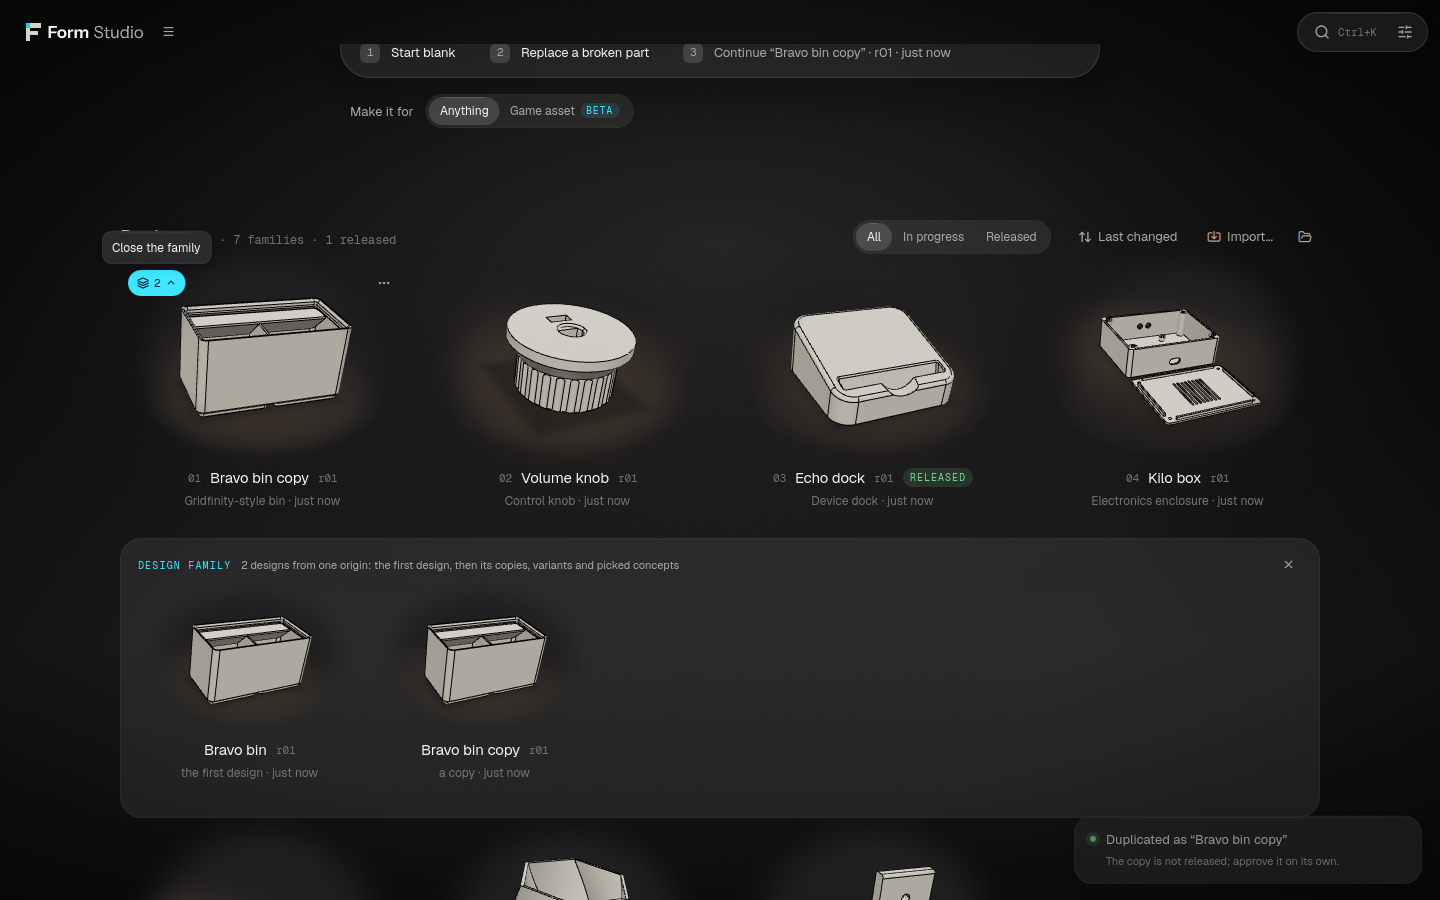 Form Studio
Ctrl+K
1 Start blank 2 Replace a broken part 3 Continue “Bravo bin copy” · r01 · just now
Make it for Anything Game asset BETA
· 7 families · 1 released
All In progress Released Last changed Import...
Close the family
2
01 Bravo bin copy r01
Gridfinity-style bin · just now
02 Volume knob r01
Control knob · just now
03 Echo dock r01 RELEASED
Device dock · just now
04 Kilo box r01
Electronics enclosure · just now
DESIGN FAMILY 2 designs from one origin: the first design, then its copies, variants and picked concepts
Bravo bin r01
the first design · just now
Bravo bin copy r01
a copy · just now
Duplicated as “Bravo bin copy”
The copy is not released; approve it on its own.